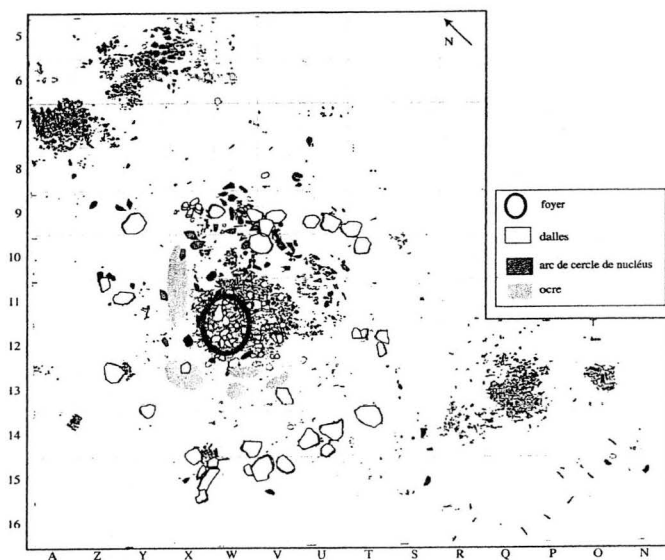 N
5
6
7
8
9
10
11
12
13
14
15
16
A Z Y X W V U T S R Q P O N
foyer
dalles
arc de cercle de nucléus
ocre